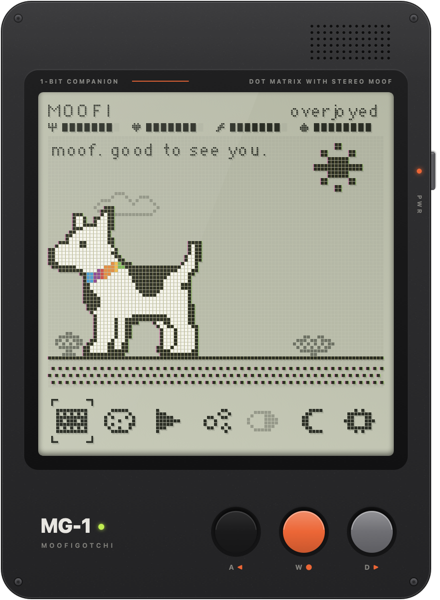 1-BIT COMPANION
DOT MATRIX WITH STEREO MOOF
MOOFI
overjoyed
moof. good to see you.
PWR
MG-1
MOOFIGOTCHI
A
W
D